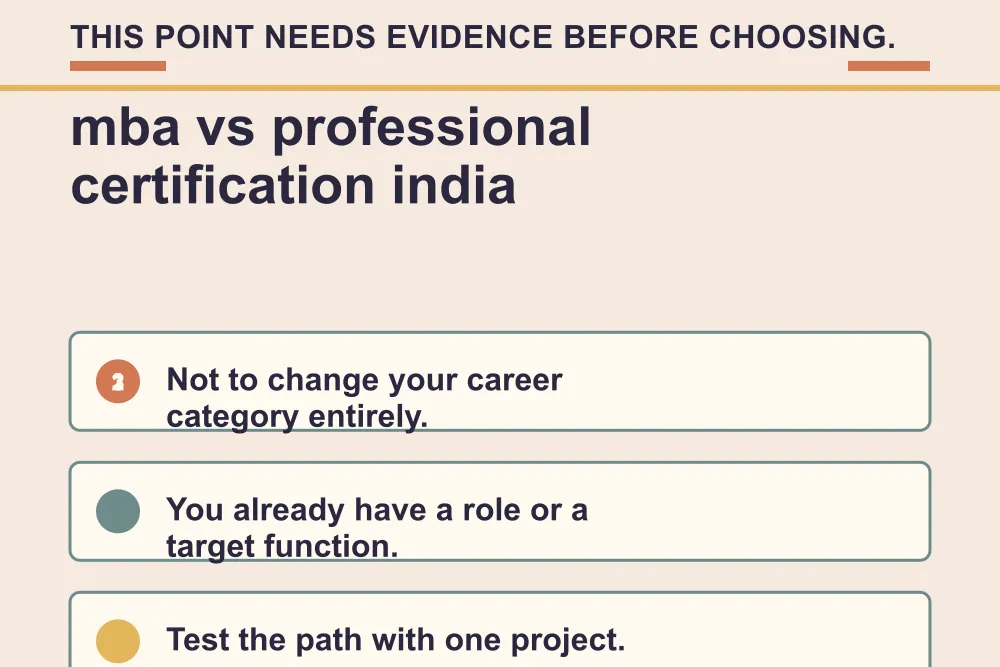 THIS POINT NEEDS EVIDENCE BEFORE CHOOSING.
mba vs professional
certification india
Not to change your career
category entirely.
You already have a role or a
target function.
Test the path with one project.